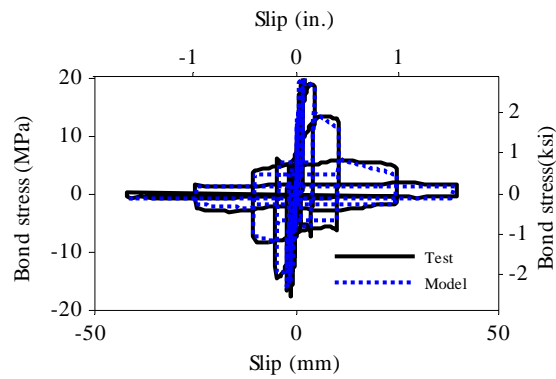 Slip (in.)
-1 0 1
20
10
0
-10
-20
Bond stress (MPa)
2
1
0
-1
-2
Bond stress(ksi)
Test
Model
-50 0 50
Slip (mm)